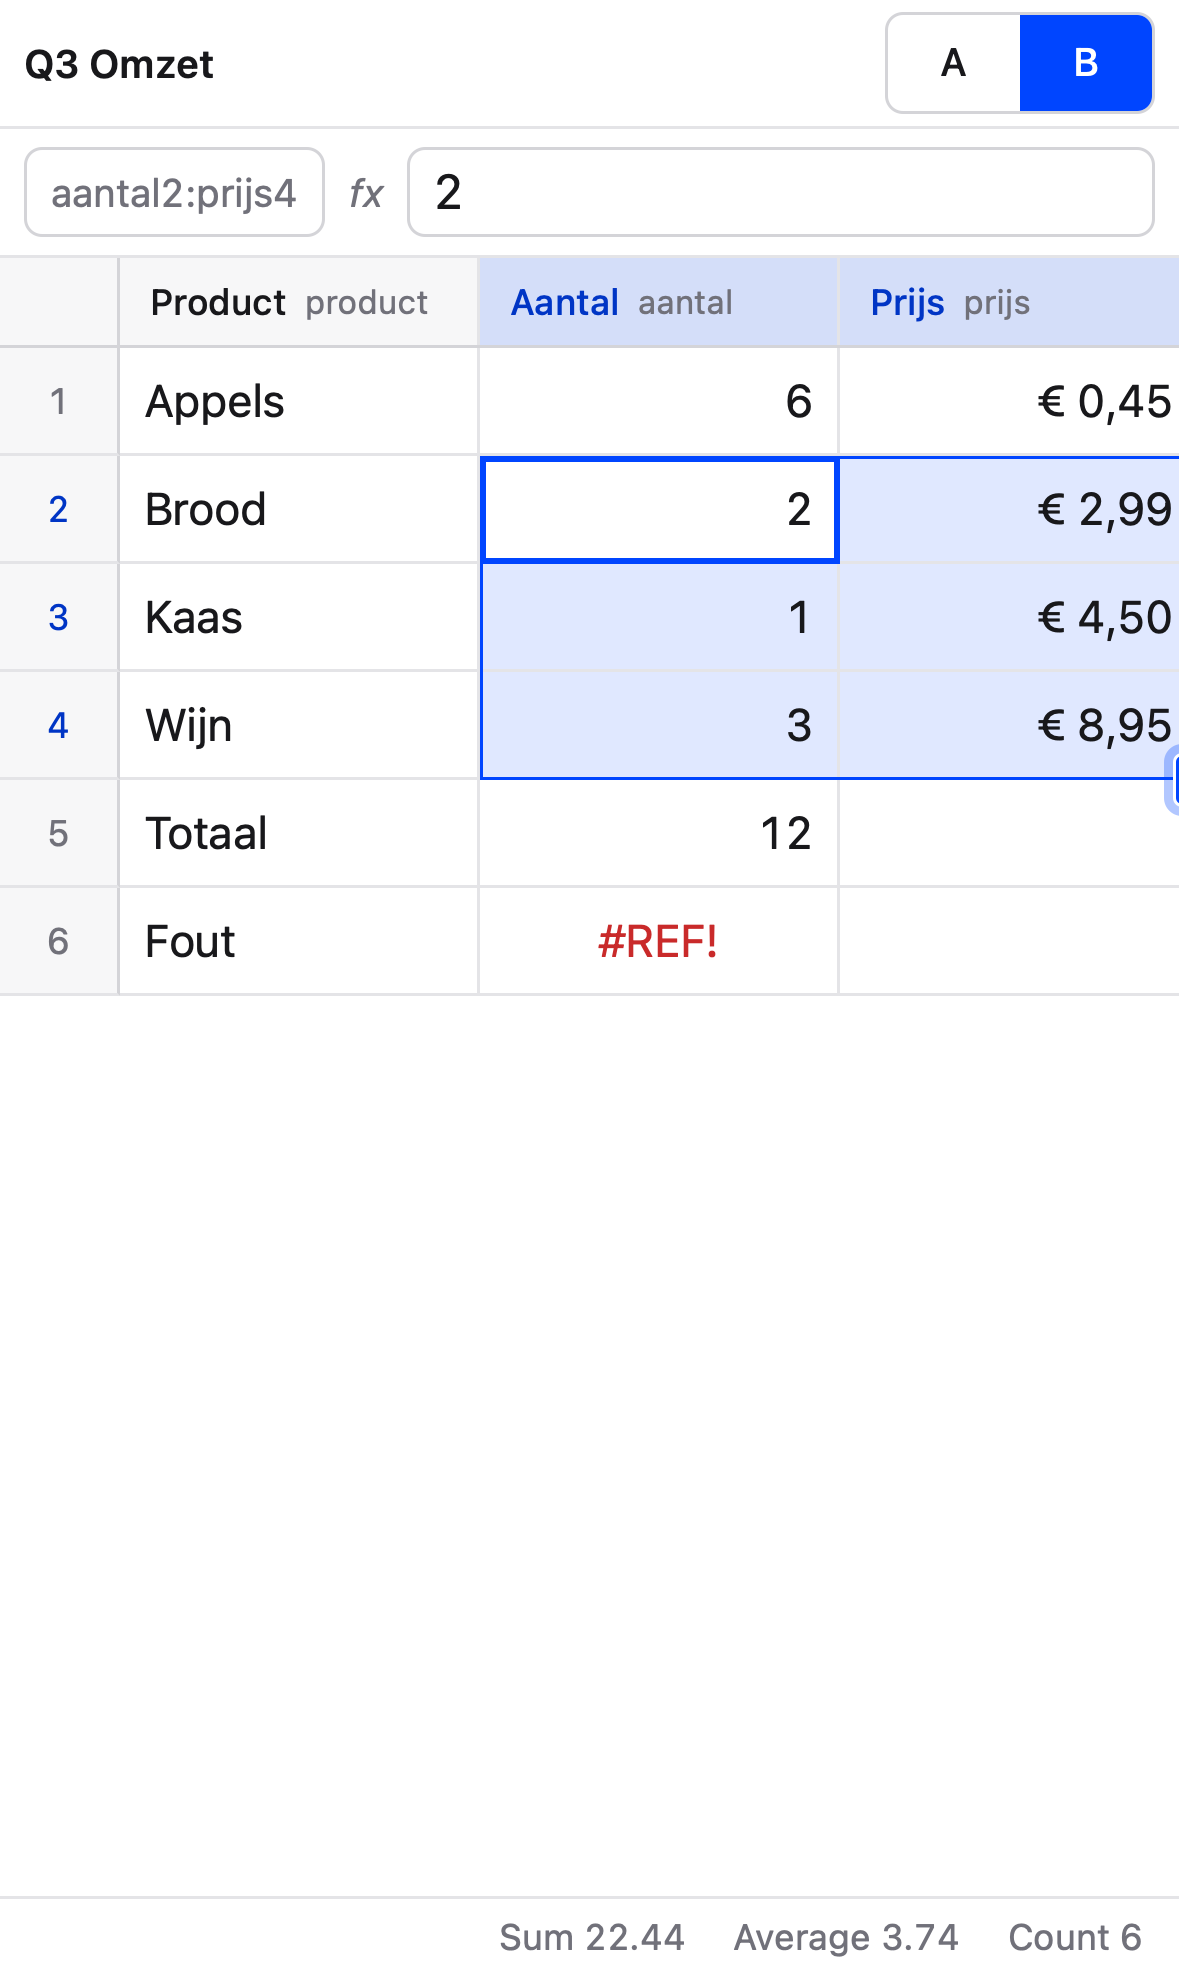 Q3 Omzet A B
aantal2:prijs4 fx 2
Product product Aantal aantal Prijs prijs
1 Appels 6 € 0,45
2 Brood 2 € 2,99
3 Kaas 1 € 4,50
4 Wijn 3 € 8,95
5 Totaal 12
6 Fout #REF!
Sum 22.44 Average 3.74 Count 6